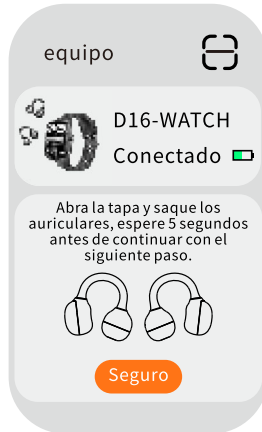 equipo
D16-WATCH
Conectado
Abra la tapa y saque los
auriculares, espere 5 segundos
antes de continuar con el
siguiente paso.
Seguro